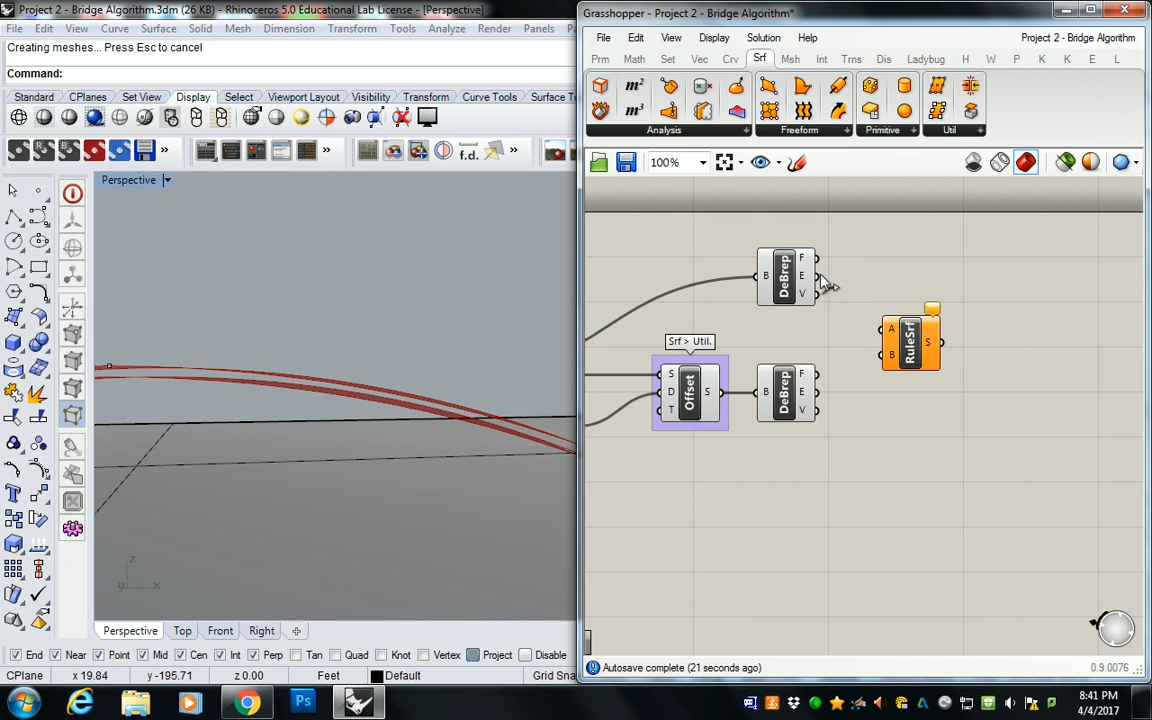 Project 2 - Bridge Algorithm.3dm (26 KB) - Rhinoceros 5.0 Educational Lab License - [Perspective]
File Edit View Curve Surface Solid Mesh Dimension Transform Tools Analyze Render Panels
Creating meshes... Press Esc to cancel
Command:
Standard CPlanes Set View Display Select Viewport Layout Visibility Transform Curve Tools Surface To
f.d.
Perspective
z
y x
Perspective Top Front Right
End Near Point Mid Cen Int Perp Tan Quad Knot Vertex Project Disable
CPlane x 19.84 y -195.71 z 0.00 Feet Default Grid Sna
Grasshopper - Project 2 - Bridge Algorithm*
File Edit View Display Solution Help Project 2 - Bridge Algorithm
Prm Math Set Vec Crv Srf Msh Int Trns Dis Ladybug H W P K K E L
m² m³
Analysis Freeform Primitive Util
100%
B DeBrep F E V
Srf > Util.
S D T Offset S
B DeBrep F E V
A B RuleSrf S
Autosave complete (21 seconds ago) 0.9.0076
Ps
8:41 PM
4/4/2017